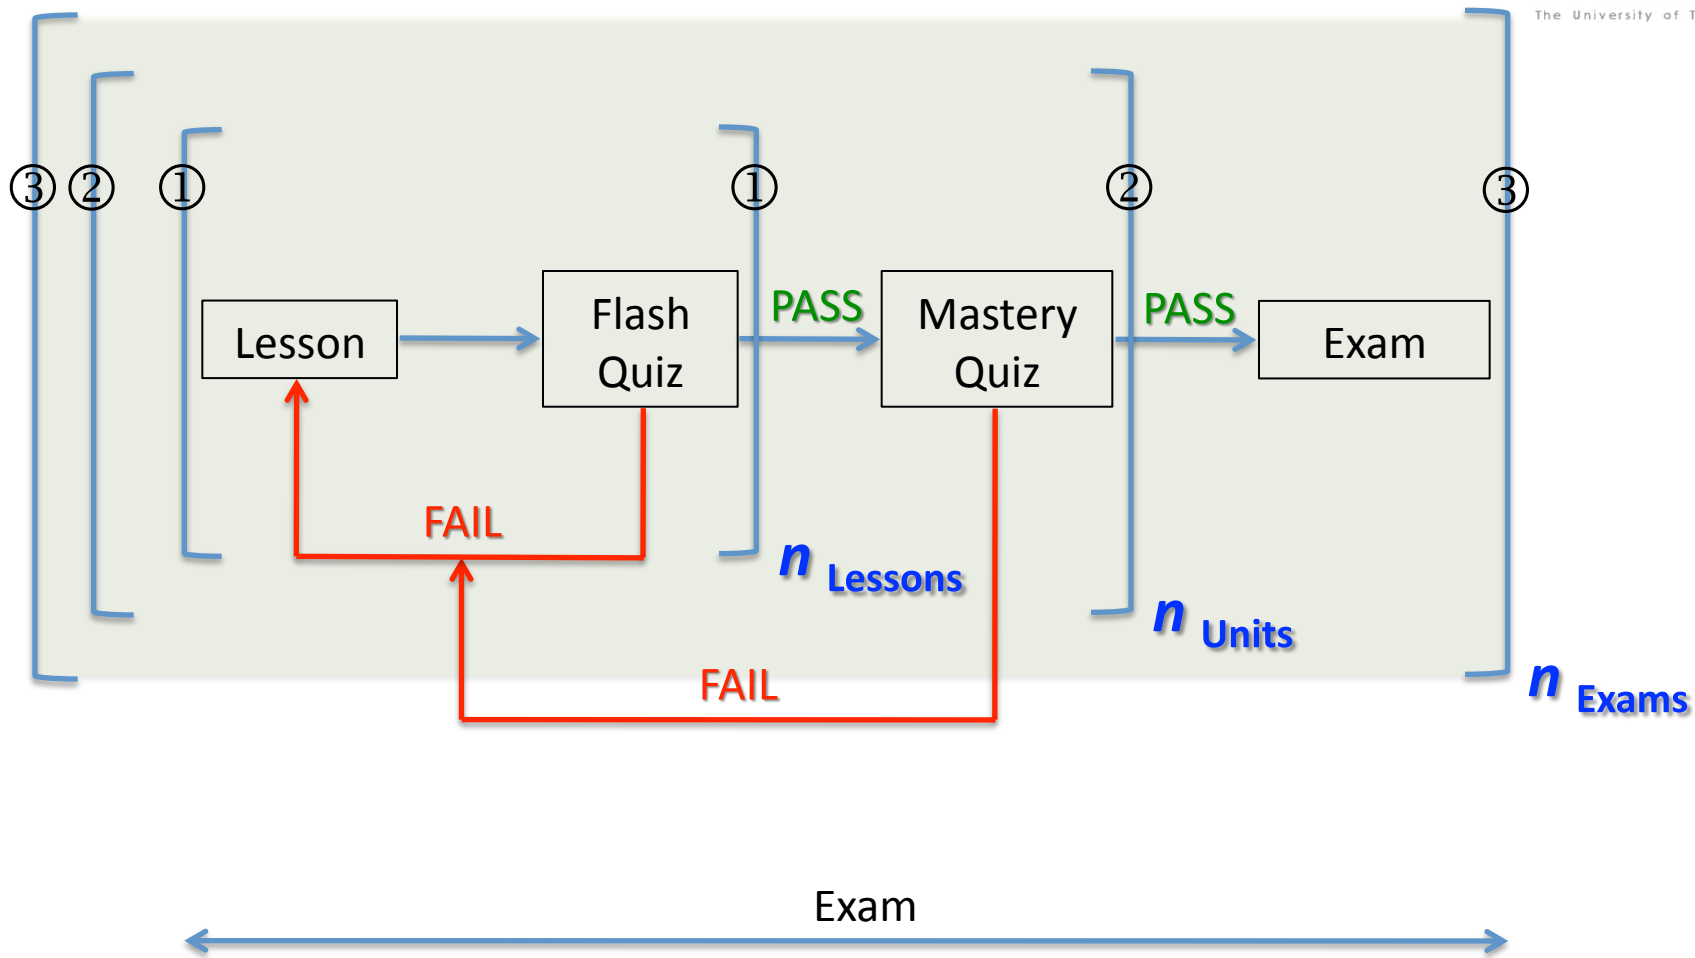 The University of T
③ ② ① ① ② ③
PASS
PASS
Lesson
Flash
Quiz
Mastery
Quiz
Exam
FAIL
n Lessons
n Units
FAIL
n Exams
Exam